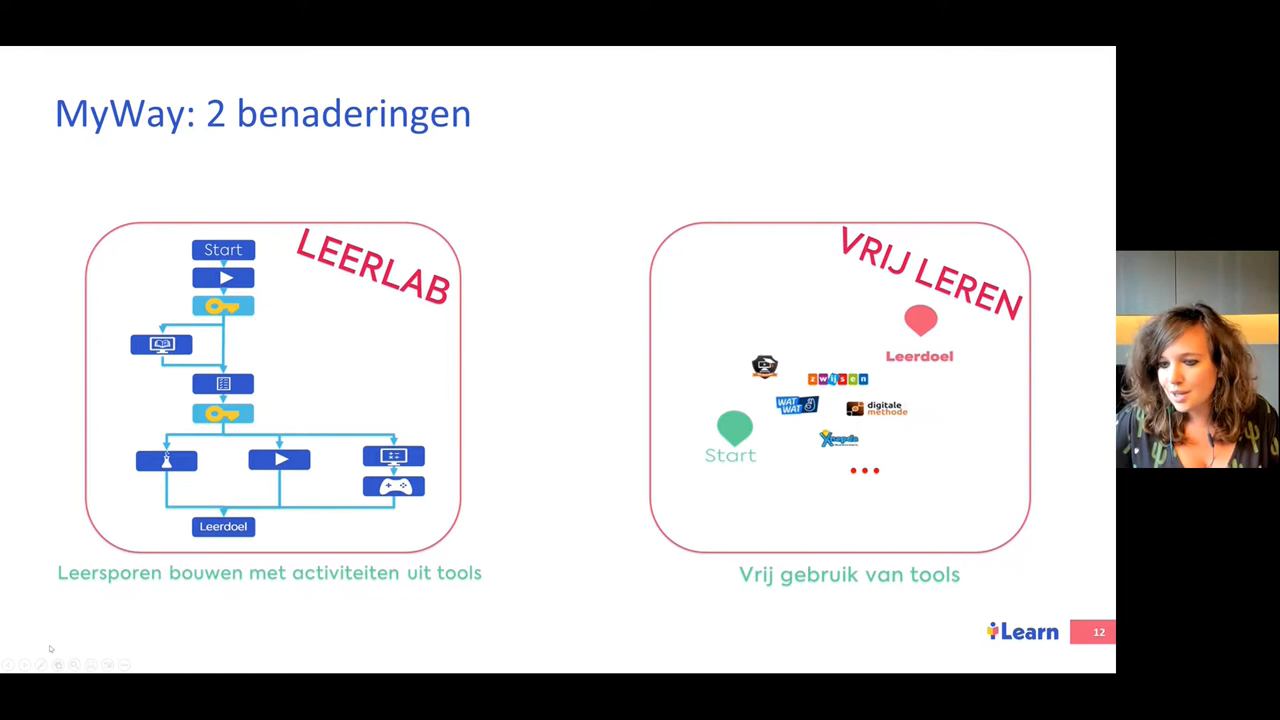 MyWay: 2 benaderingen
LEERLAB
Start
Leerdoel
Leersporen bouwen met activiteiten uit tools
VRIJ LEREN
Leerdoel
zwijsen
WAT
WAT
digitale
methode
Start
...
Vrij gebruik van tools
iLearn
12